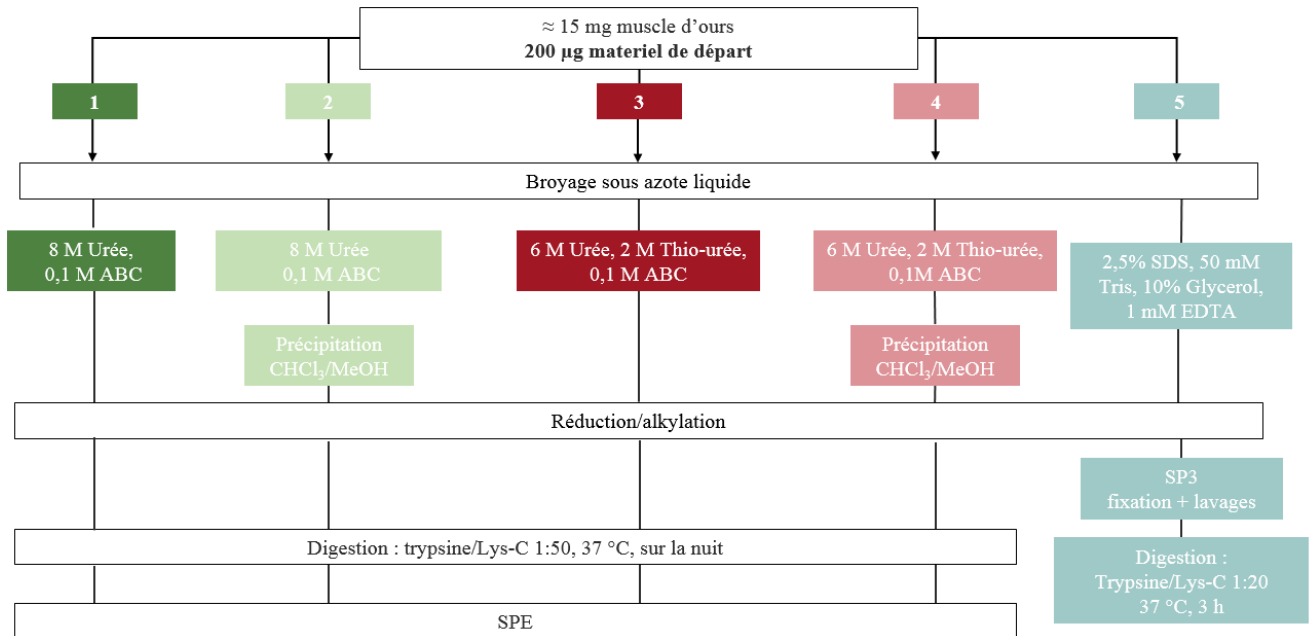 ≈ 15 mg muscle d’ours
200 µg materiel de départ
1
2
3
4
5
Broyage sous azote liquide
8 M Urée,
0,1 M ABC
8 M Urée
0,1 M ABC
6 M Urée, 2 M Thio-urée,
0,1 M ABC
6 M Urée, 2 M Thio-urée,
0,1M ABC
2,5% SDS, 50 mM
Tris, 10% Glycerol,
1 mM EDTA
Précipitation
CHCl₃/MeOH
Précipitation
CHCl₃/MeOH
Réduction/alkylation
SP3
fixation + lavages
Digestion : trypsine/Lys-C 1:50, 37 °C, sur la nuit
Digestion :
Trypsine/Lys-C 1:20
37 °C, 3 h
SPE